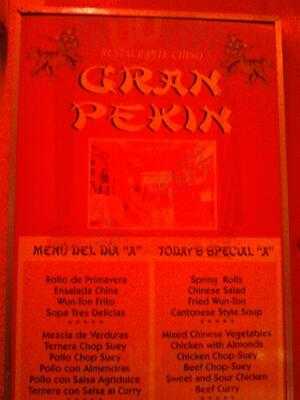 RESTAURANTE CHINO
GRAN
PEKIN
MENÚ DEL DÍA "A"
Rollo de Primavera
Ensalada China
Wun-Ton Frito
Sopa Tres Delicias
*****
Mezcla de Verduras
Ternera Chop Suey
Pollo Chop Suey
Pollo con Almendras
Pollo con Salsa Agridulce
Ternera con Salsa al Curry
TODAY'S SPECIAL "A"
Spring Rolls
Chinese Salad
Fried Wun-Ton
Cantonese Style Soup
*****
Mixed Chinese Vegetables
Chicken with Almonds
Chicken Chop-Suey
Beef Chop-Suey
Sweet and Sour Chicken
Beef Curry